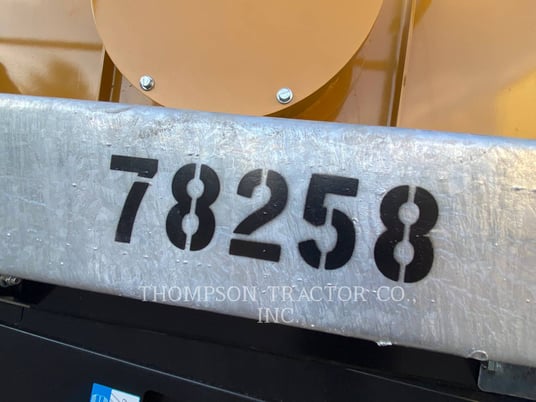 78258
THOMPSON TRACTOR CO.,
INC.